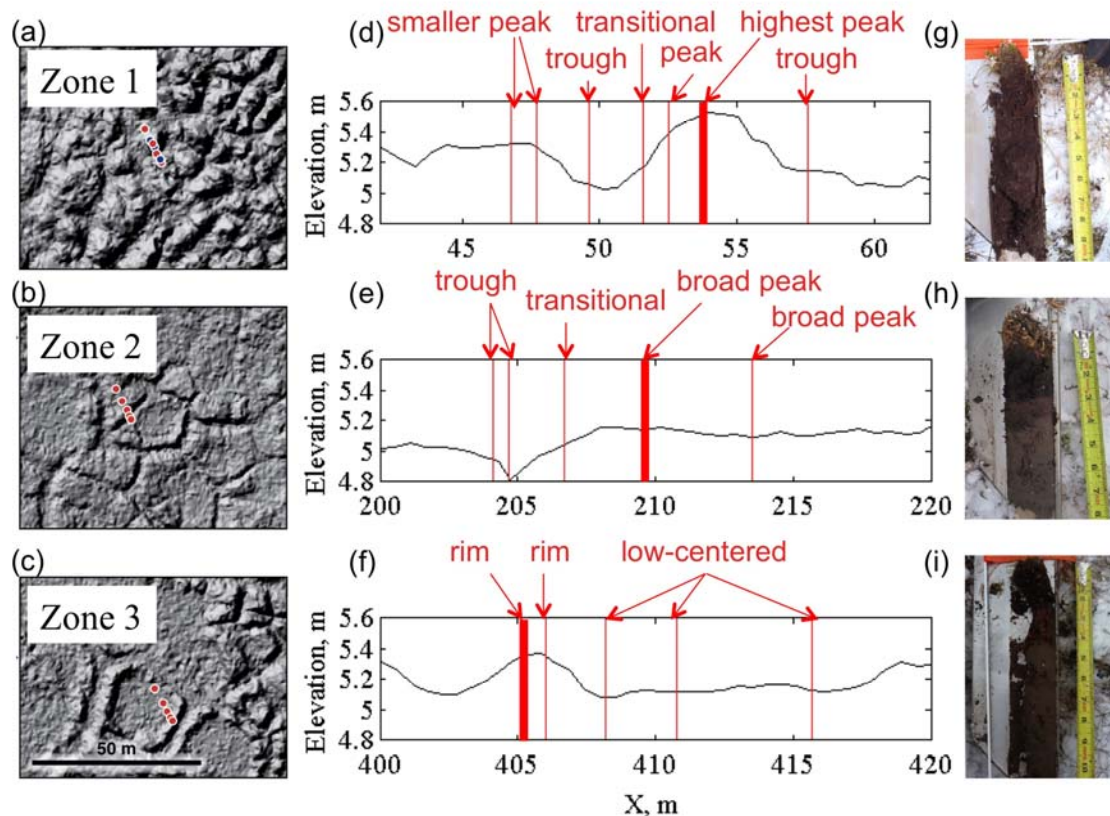 (a)
Zone 1
(d)
smaller peak
transitional
highest peak
trough
peak
trough
Elevation, m
5.6
5.4
5.2
5
4.8
45
50
55
60
(g)
(b)
Zone 2
(e)
trough
transitional
broad peak
broad peak
Elevation, m
5.6
5.4
5.2
5
4.8
200
205
210
215
220
(h)
(c)
Zone 3
50 m
(f)
rim
rim
low-centered
Elevation, m
5.6
5.4
5.2
5
4.8
400
405
410
415
420
X, m
(i)